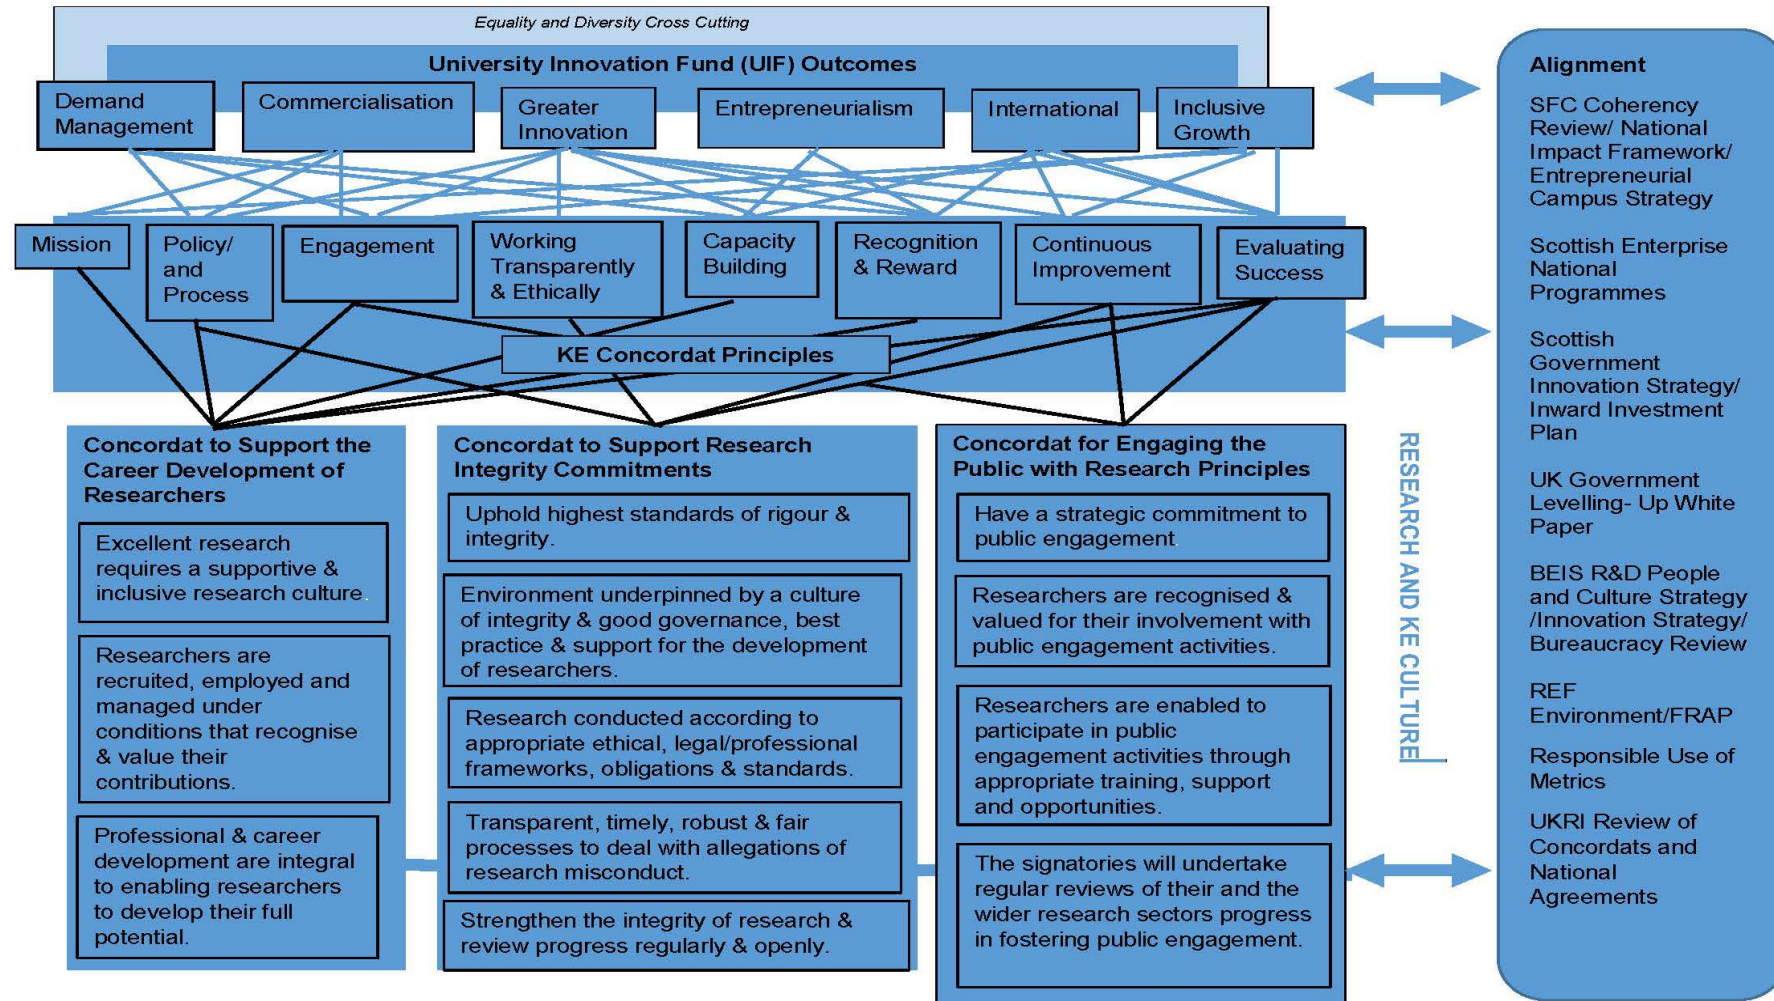 Equality and Diversity Cross Cutting
University Innovation Fund (UIF) Outcomes
Demand
Management
Commercialisation
Greater
Innovation
Entrepreneurialism
International
Inclusive
Growth
Mission
Policy/
and
Process
Engagement
Working
Transparently
& Ethically
Capacity
Building
Recognition
& Reward
Continuous
Improvement
Evaluating
Success
KE Concordat Principles
Concordat to Support the
Career Development of
Researchers
Excellent research
requires a supportive &
inclusive research culture.
Researchers are
recruited, employed and
managed under
conditions that recognise
& value their
contributions.
Professional & career
development are integral
to enabling researchers
to develop their full
potential.
Concordat to Support Research
Integrity Commitments
Uphold highest standards of rigour &
integrity.
Environment underpinned by a culture
of integrity & good governance, best
practice & support for the development
of researchers.
Research conducted according to
appropriate ethical, legal/professional
frameworks, obligations & standards.
Transparent, timely, robust & fair
processes to deal with allegations of
research misconduct.
Strengthen the integrity of research &
review progress regularly & openly.
Concordat for Engaging the
Public with Research Principles
Have a strategic commitment to
public engagement.
Researchers are recognised &
valued for their involvement with
public engagement activities.
Researchers are enabled to
participate in public
engagement activities through
appropriate training, support
and opportunities.
The signatories will undertake
regular reviews of their and the
wider research sectors progress
in fostering public engagement.
RESEARCH AND KE CULTURE
Alignment
SFC Coherency
Review/ National
Impact Framework/
Entrepreneurial
Campus Strategy
Scottish Enterprise
National
Programmes
Scottish
Government
Innovation Strategy/
Inward Investment
Plan
UK Government
Levelling- Up White
Paper
BEIS R&D People
and Culture Strategy
/Innovation Strategy/
Bureaucracy Review
REF
Environment/FRAP
Responsible Use of
Metrics
UKRI Review of
Concordats and
National
Agreements